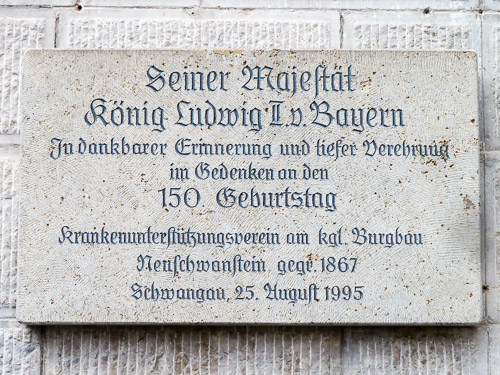 Seiner Majestät
König Ludwig II. v. Bayern
In dankbarer Erinnerung und tiefer Verehrung
im Gedenken an den
150. Geburtstag
Krankenunterstützungsverein am kgl. Burgbau
Neuschwanstein gegr. 1867
Schwangau, 25. August 1995